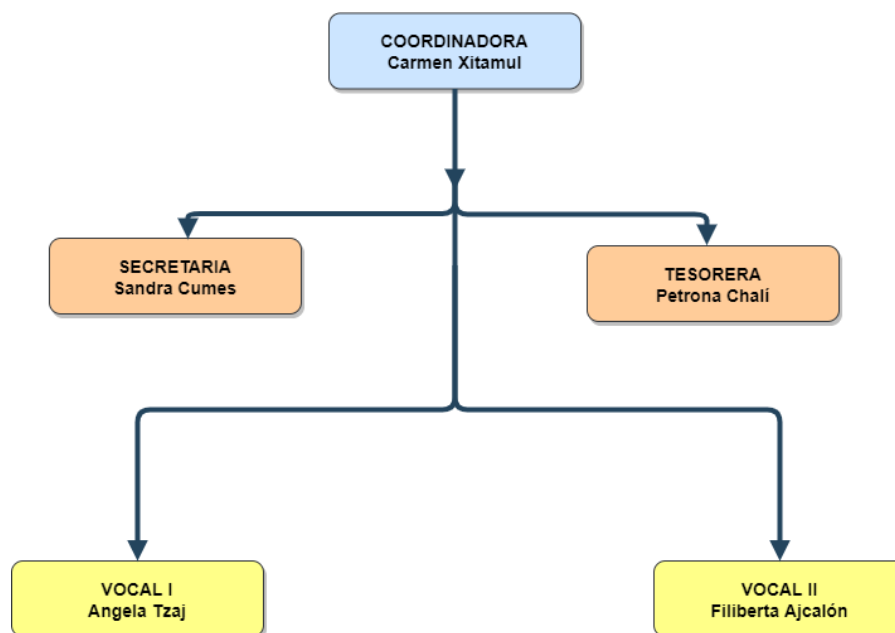 COORDINADORA
Carmen Xitamul
SECRETARIA
Sandra Cumes
TESORERA
Petrona Chalí
VOCAL I
Angela Tzaj
VOCAL II
Filiberta Ajcalón